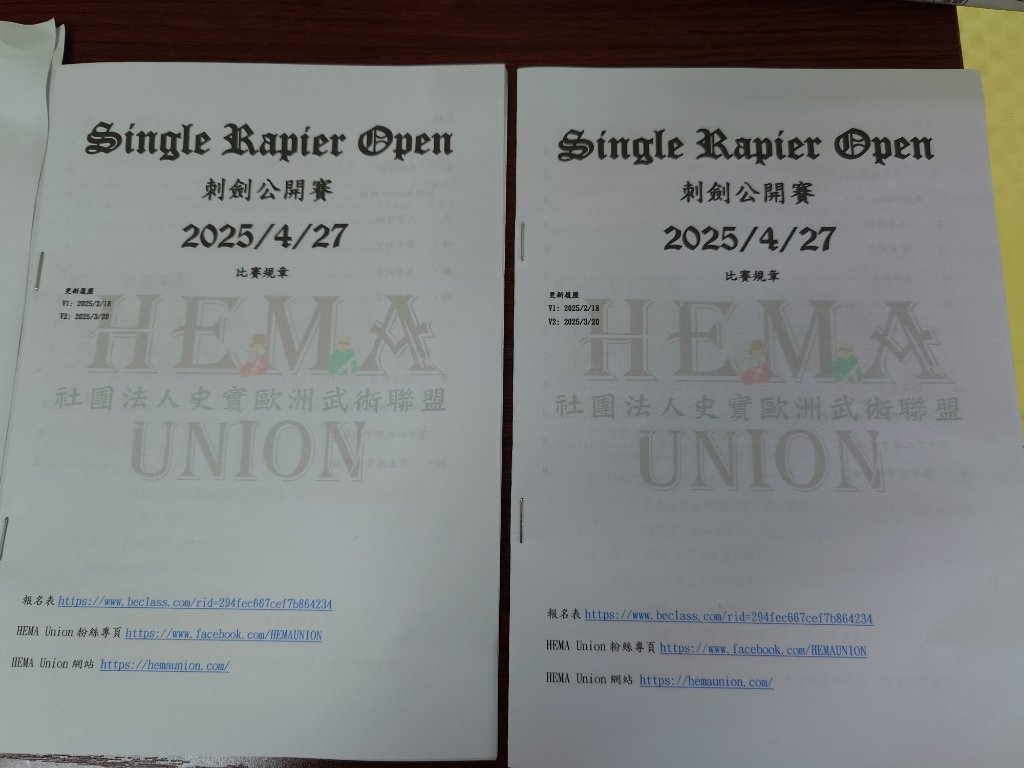 Single Rapier Open
刺劍公開賽
2025/4/27
比賽規章
更新履歷
V1: 2025/2/18
V2: 2025/3/20
HEMA
社團法人史實歐洲武術聯盟
UNION
報名表 https://www.beclass.com/rid=294fec667cef7b864234
HEMA Union 粉絲專頁 https://www.facebook.com/HEMAUNION
HEMA Union 網站 https://hemaunion.com/
Single Rapier Open
刺劍公開賽
2025/4/27
比賽規章
更新履歷
V1: 2025/2/18
V2: 2025/3/20
HEMA
社團法人史實歐洲武術聯盟
UNION
報名表 https://www.beclass.com/rid=294fec667cef7b864234
HEMA Union 粉絲專頁 https://www.facebook.com/HEMAUNION
HEMA Union 網站 https://hemaunion.com/